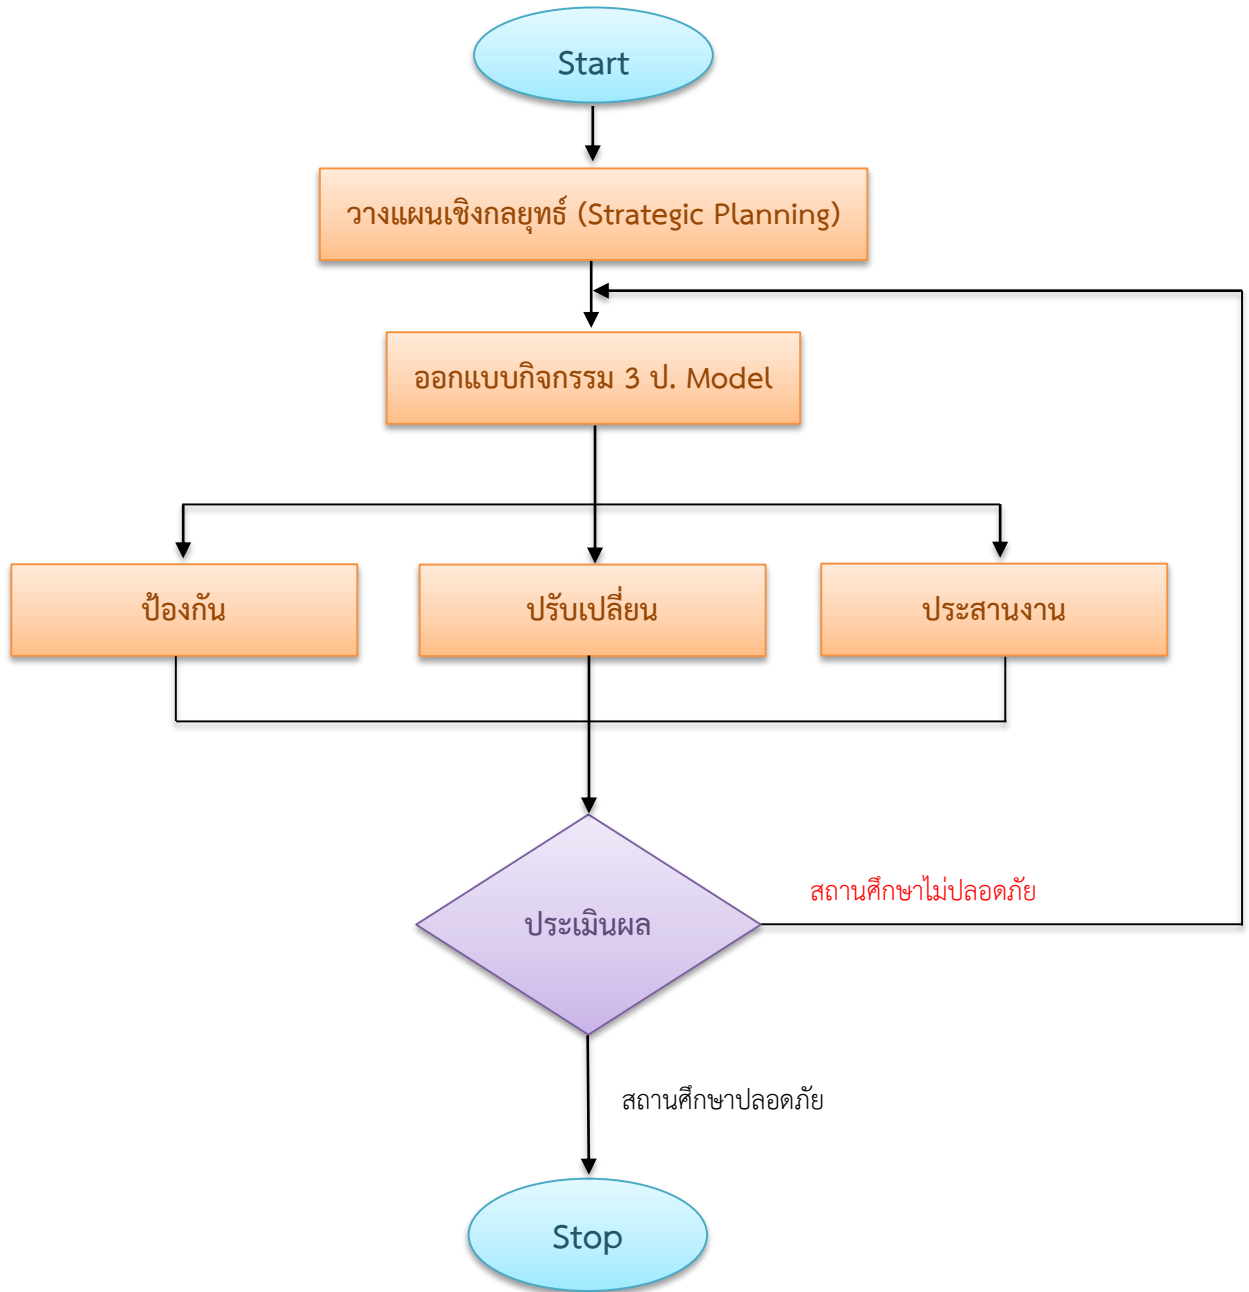 Start
วางแผนเชิงกลยุทธ์ (Strategic Planning)
ออกแบบกิจกรรม 3 ป. Model
ป้องกัน
ปรับเปลี่ยน
ประสานงาน
สถานศึกษาไม่ปลอดภัย
ประเมินผล
สถานศึกษาปลอดภัย
Stop